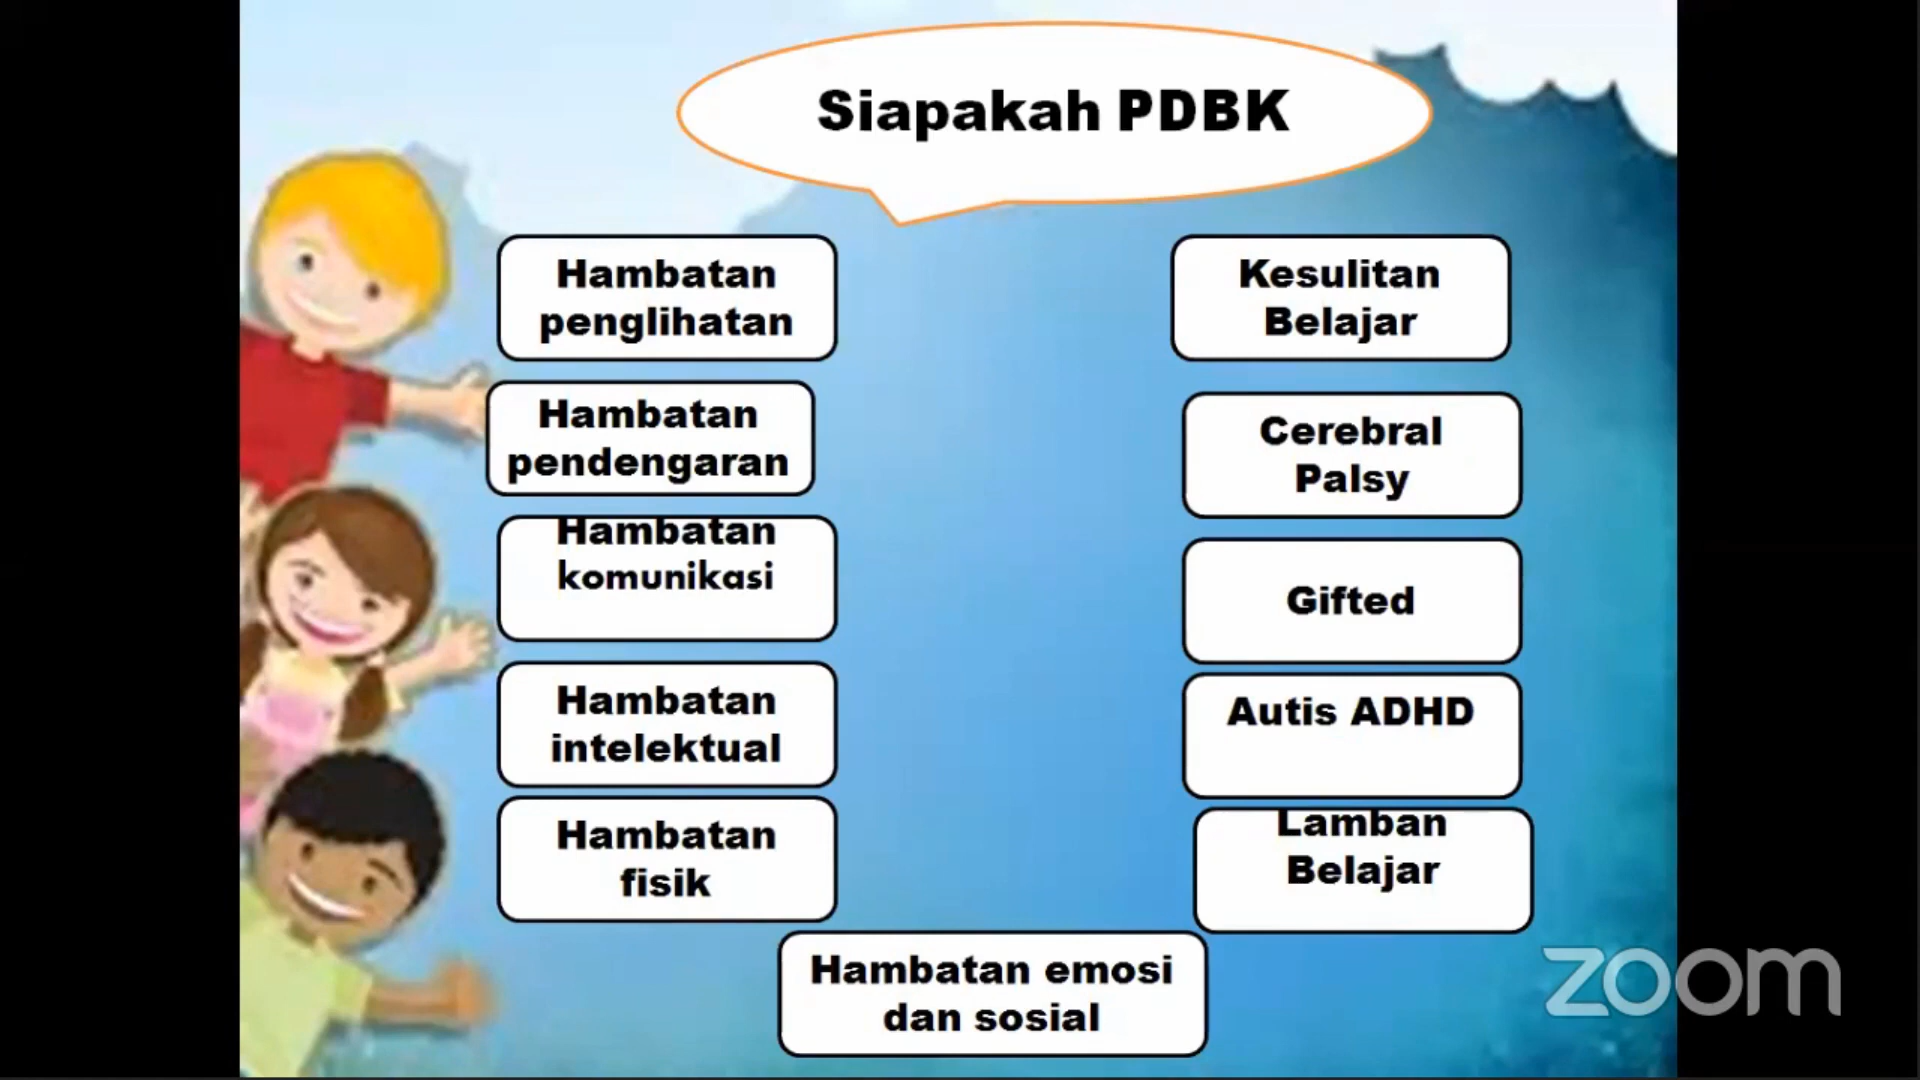 Siapakah PDBK
Hambatan
penglihatan
Hambatan
pendengaran
Hambatan
komunikasi
Hambatan
intelektual
Hambatan
fisik
Kesulitan
Belajar
Cerebral
Palsy
Gifted
Autis ADHD
Lamban
Belajar
Hambatan emosi
dan sosial
zoom